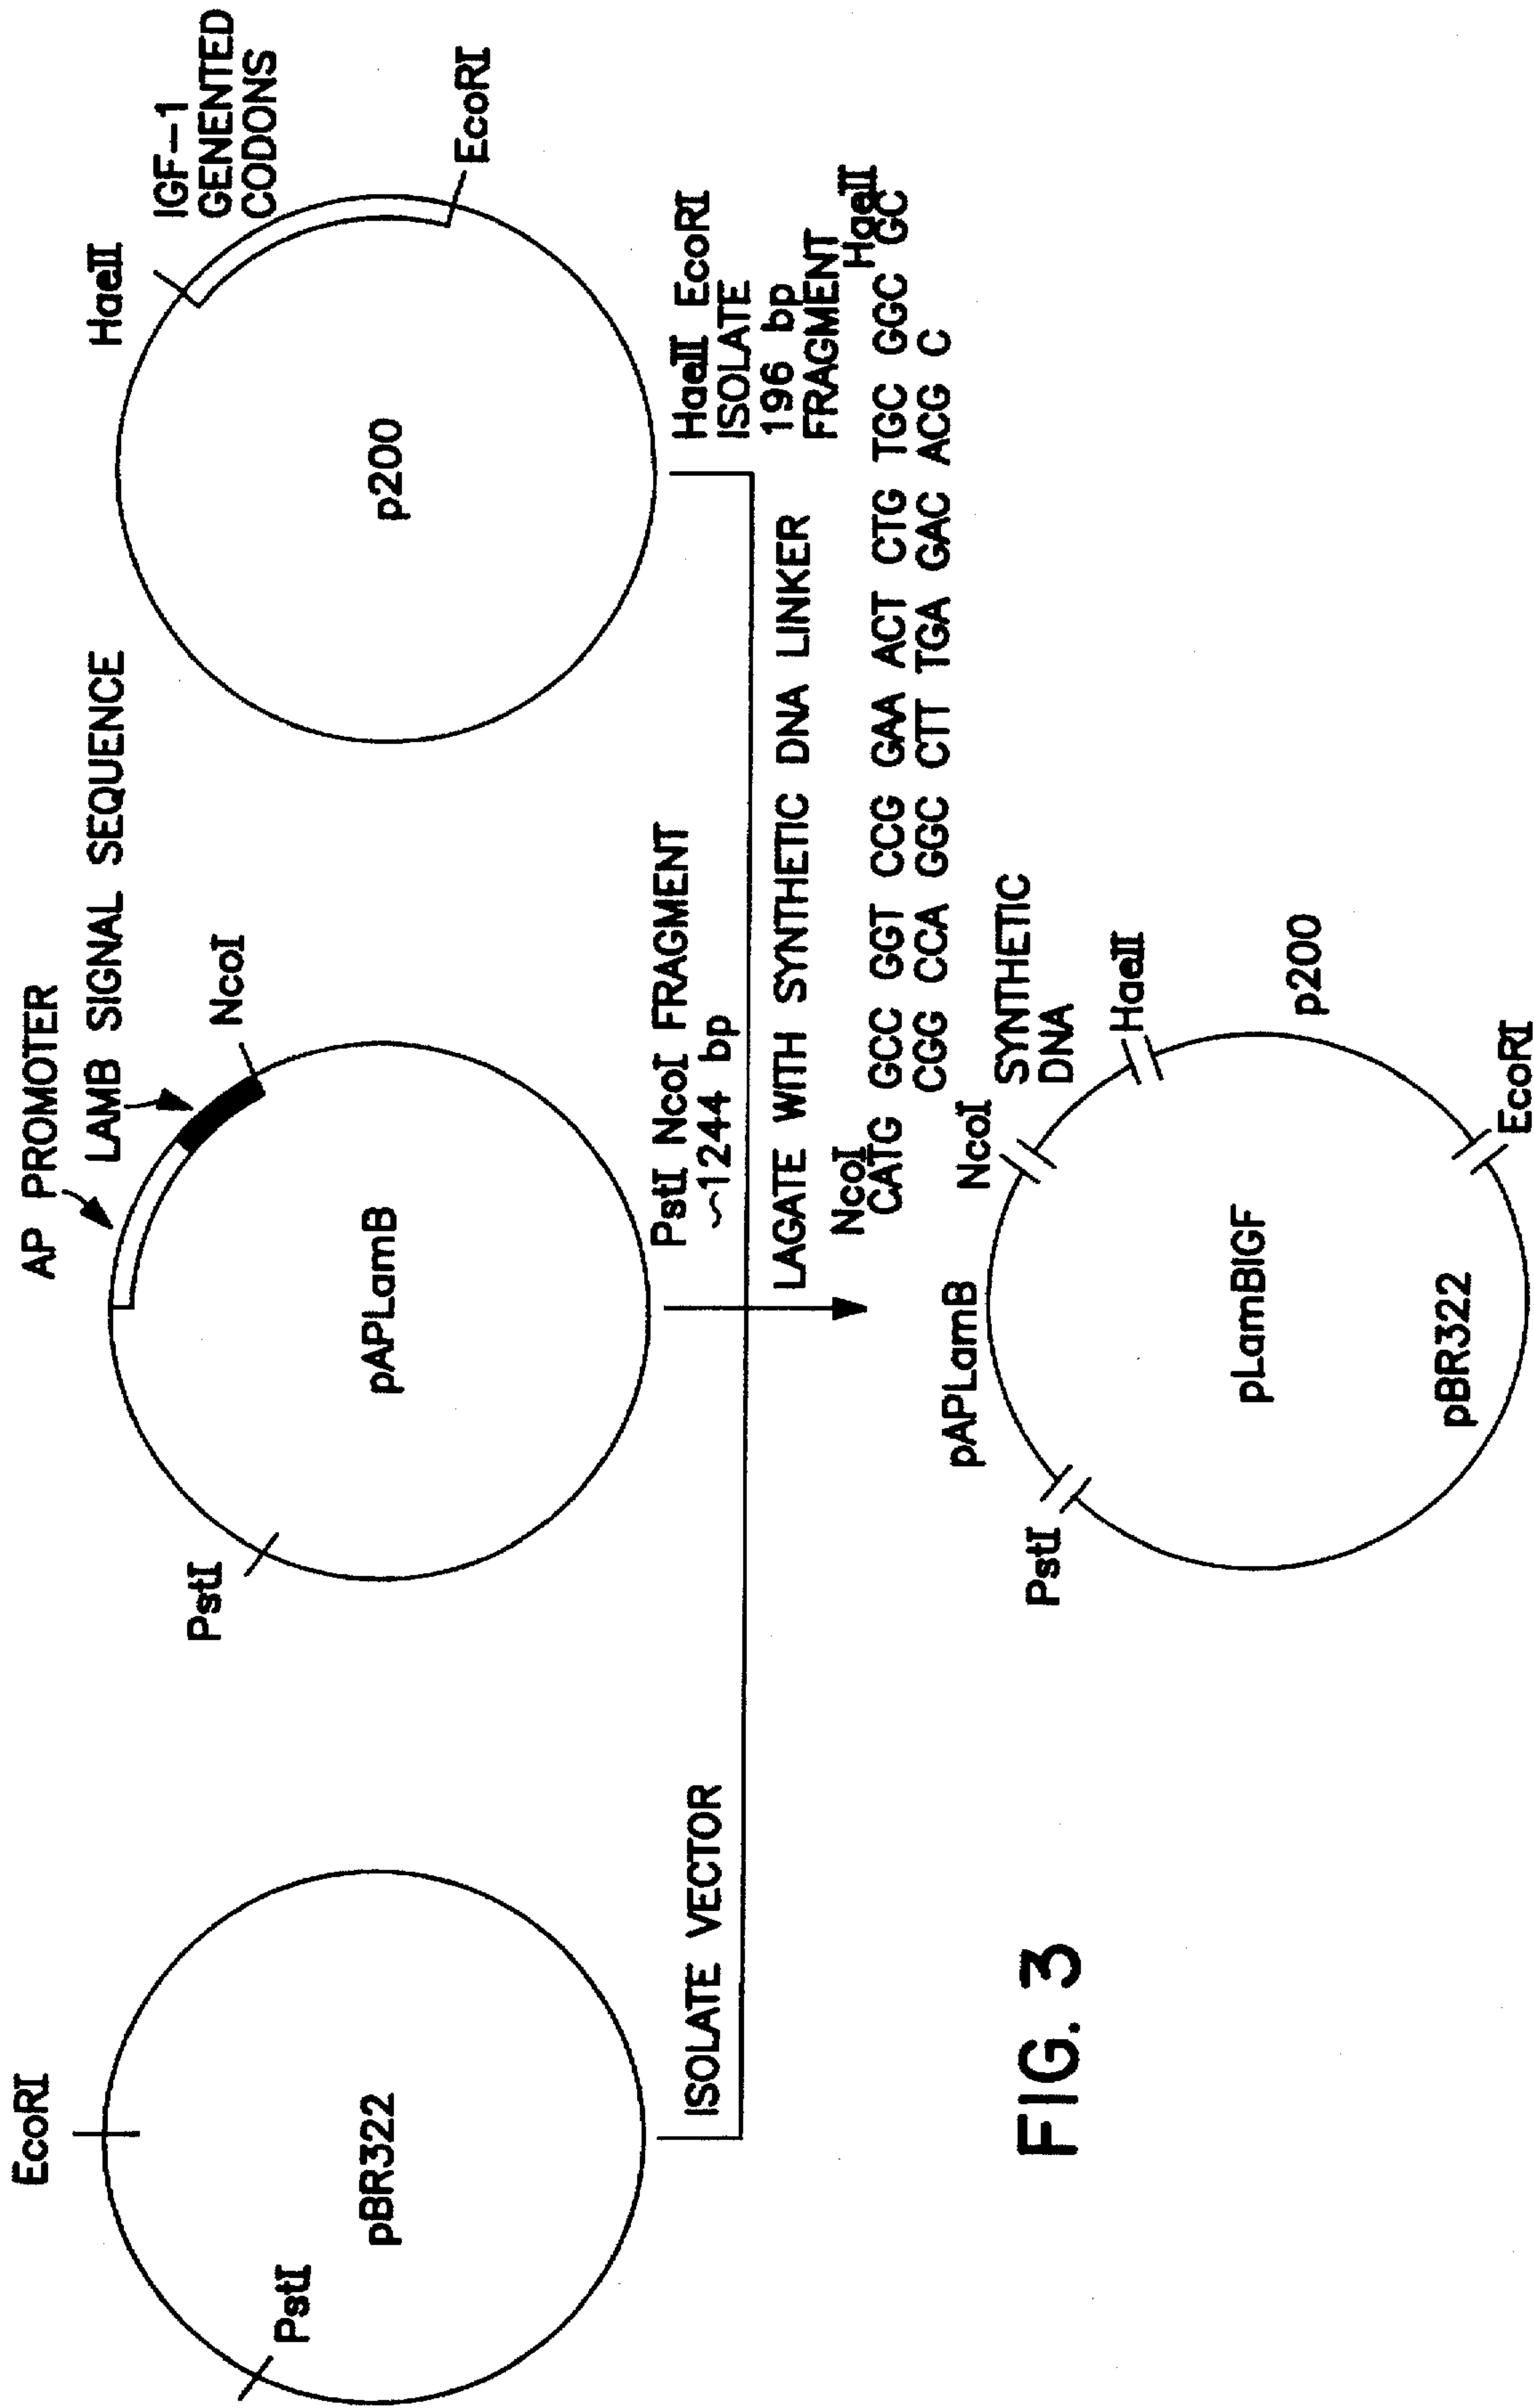 EcoRI
PstI
pBR322
ISOLATE VECTOR
AP PROMOTER
LAMB SIGNAL SEQUENCE
NcoI
PstI
pAPLamB
PstI NcoI FRAGMENT
~1244 bp
HaeII
IGF-1
GENENTED
CODONS
EcoRI
p200
HaeII EcoRI
ISOLATE
196 bp
FRAGMENT
LAGATE WITH SYNTHETIC DNA LINKER
NcoI HaeII
CATG GCC GGT CCG GAA ACT CTG TGC GGC GC
CGG CCA GGC CTT TGA GAC ACG C
pAPLamB
NcoI
SYNTHETIC
DNA
HaeII
PstI
pLamBIGF
p200
pBR322
EcoRI
FIG. 3